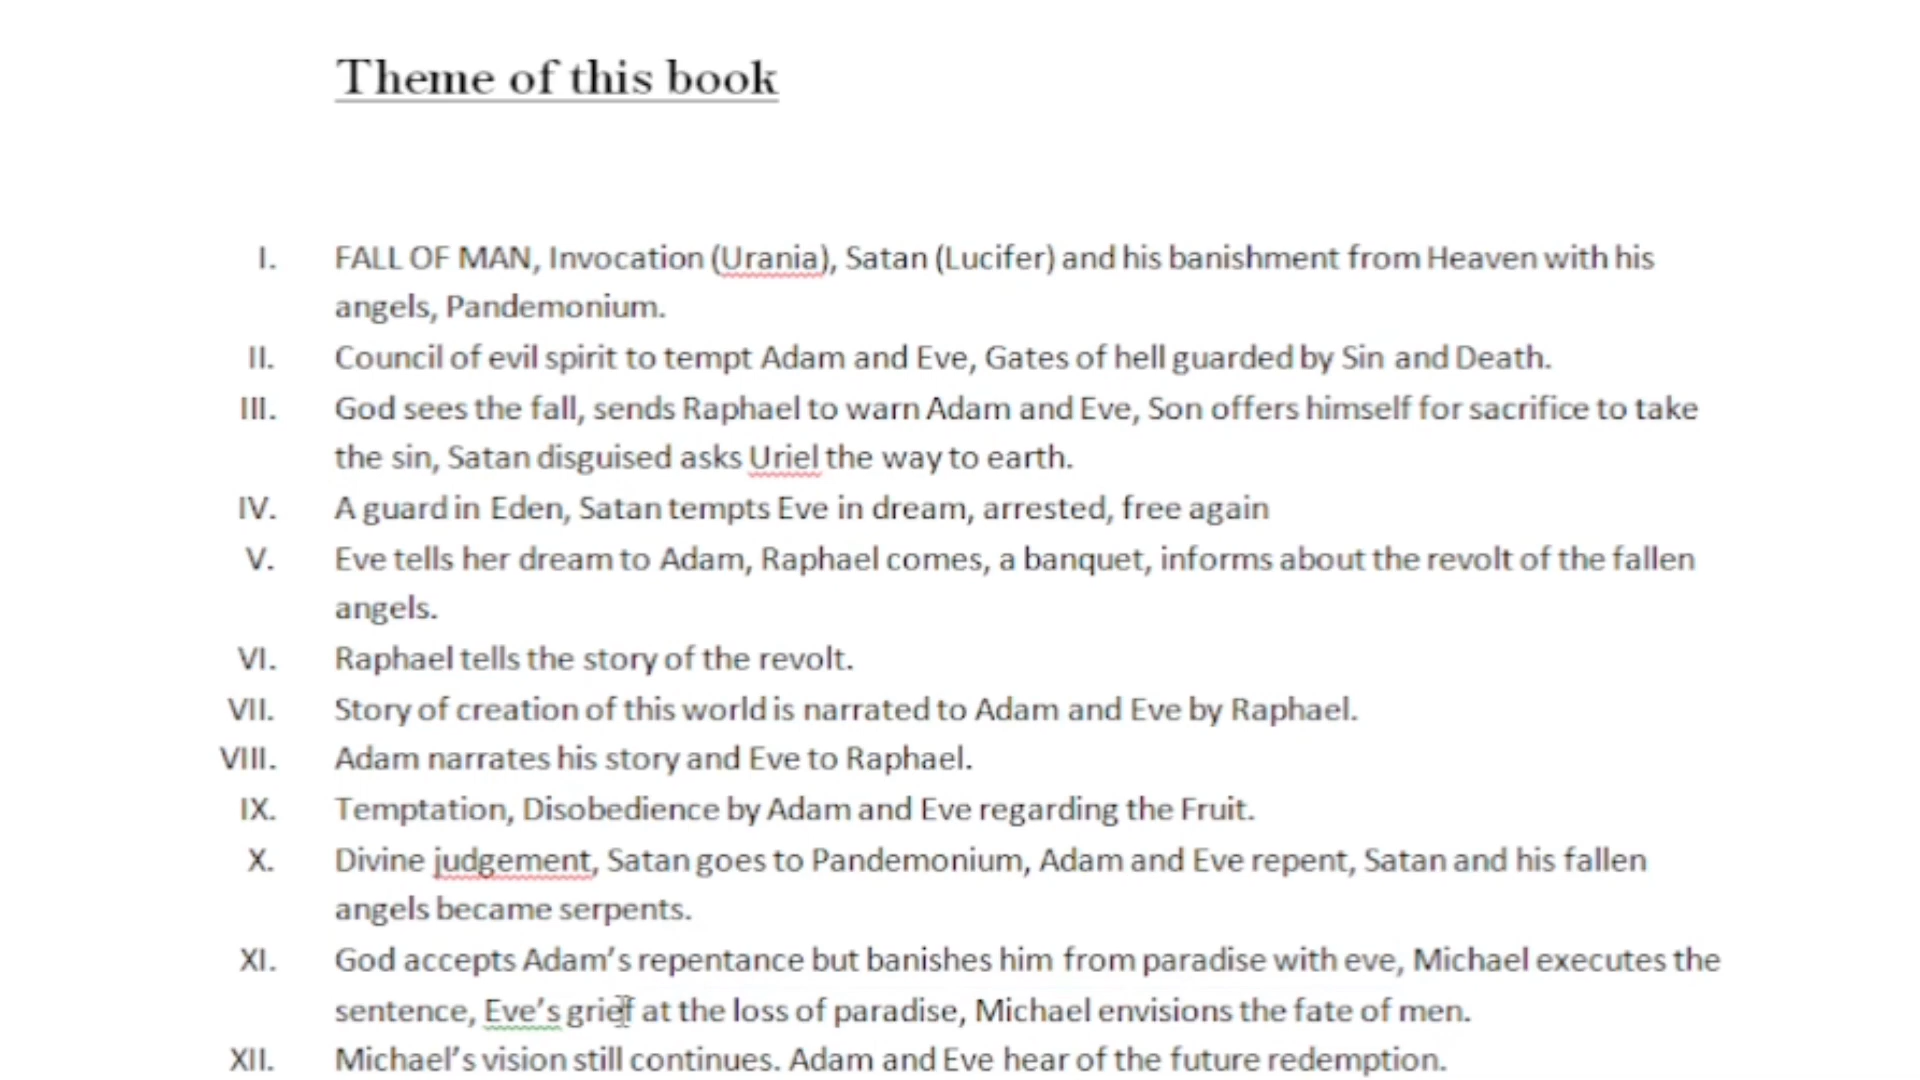 Theme of this book
I. FALL OF MAN, Invocation (Urania), Satan (Lucifer) and his banishment from Heaven with his
angels, Pandemonium.
II. Council of evil spirit to tempt Adam and Eve, Gates of hell guarded by Sin and Death.
III. God sees the fall, sends Raphael to warn Adam and Eve, Son offers himself for sacrifice to take
the sin, Satan disguised asks Uriel the way to earth.
IV. A guard in Eden, Satan tempts Eve in dream, arrested, free again
V. Eve tells her dream to Adam, Raphael comes, a banquet, informs about the revolt of the fallen
angels.
VI. Raphael tells the story of the revolt.
VII. Story of creation of this world is narrated to Adam and Eve by Raphael.
VIII. Adam narrates his story and Eve to Raphael.
IX. Temptation, Disobedience by Adam and Eve regarding the Fruit.
X. Divine judgement, Satan goes to Pandemonium, Adam and Eve repent, Satan and his fallen
angels became serpents.
XI. God accepts Adam's repentance but banishes him from paradise with eve, Michael executes the
sentence, Eve's grief at the loss of paradise, Michael envisions the fate of men.
XII. Michael's vision still continues. Adam and Eve hear of the future redemption.